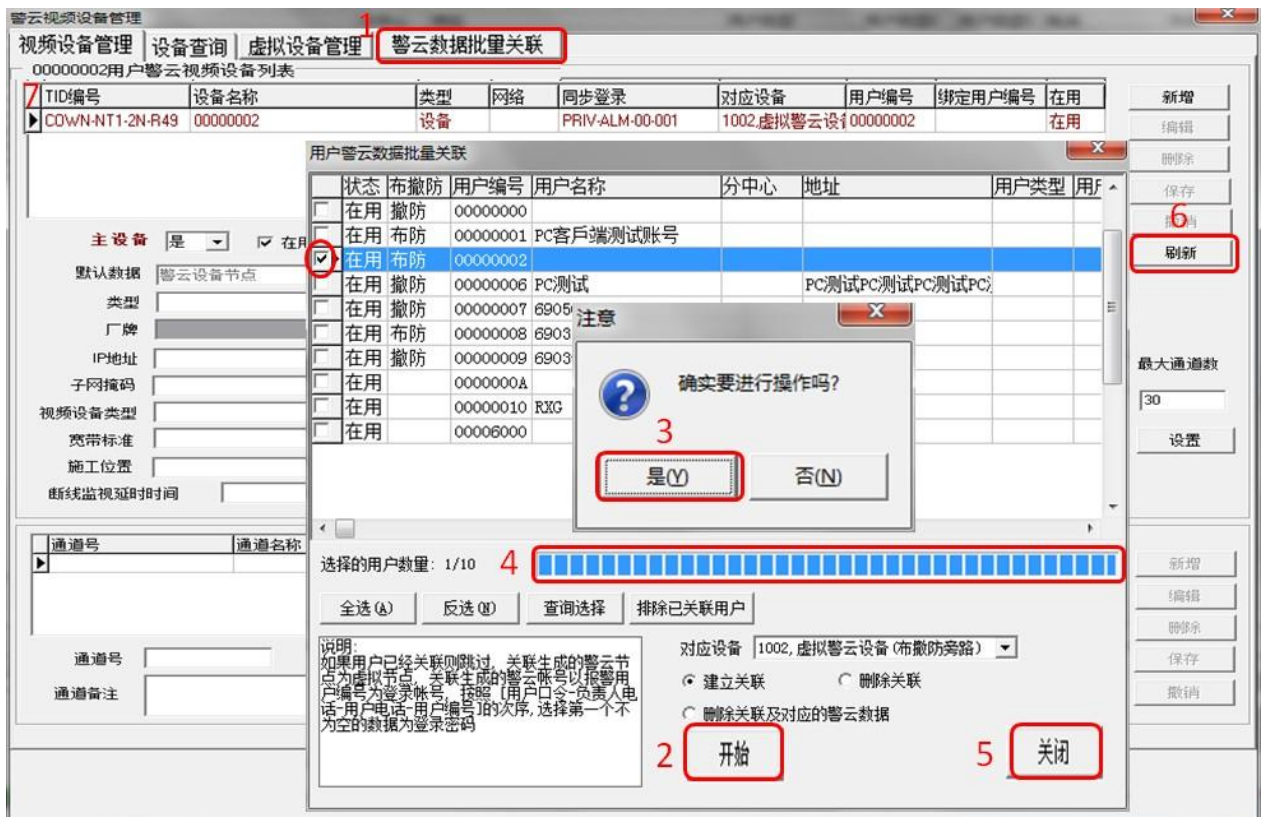 警云视频设备管理
1
视频设备管理 设备查询 虚拟设备管理 警云数据批量关联
00000002用户警云视频设备列表
7 TID编号 设备名称 类型 网络 同步登录 对应设备 用户编号 绑定用户编号 在用
COWN-NT1-2N-R49 00000002 设备 PRIV-ALM-00-001 1002,虚拟警云设 00000002 在用
新增
编辑
删除
保存
撤消
6
刷新
主设备 是 在用
默认数据 警云设备节点
类型
厂牌
IP地址
子网掩码
视频设备类型
宽带标准
施工位置
断线监视延时时间
最大通道数
30
设置
用户警云数据批量关联
状态 布撤防 用户编号 用户名称 分中心 地址 用户类型 用户
在用 撤防 00000000
在用 布防 00000001 PC客戶端测试账号
在用 布防 00000002
在用 撤防 00000006 PC测试 PC测试PC测试PC测试PC
在用 撤防 00000007 6905
在用 布防 00000008 6903
在用 撤防 00000009 6903
在用 0000000A
在用 00000010 RXG
在用 00006000
注意
确实要进行操作吗?
3
是(Y) 否(N)
选择的用户数量: 1/10 4
全选(A) 反选(N) 查询选择 排除已关联用户
说明:
如果用户已经关联则跳过，关联生成的警云节
点为虚拟节点，关联生成的警云帐号以报警用
户编号为登录帐号，按照［用户口令-负责人电
话-用户电话-用户编号]的次序,选择第一个不
为空的数据为登录密码
对应设备 1002,虚拟警云设备(布撤防旁路)
建立关联 删除关联
删除关联及对应的警云数据
2 开始 5 关闭
通道号 通道名称
通道号
通道备注
新增
编辑
删除
保存
撤消